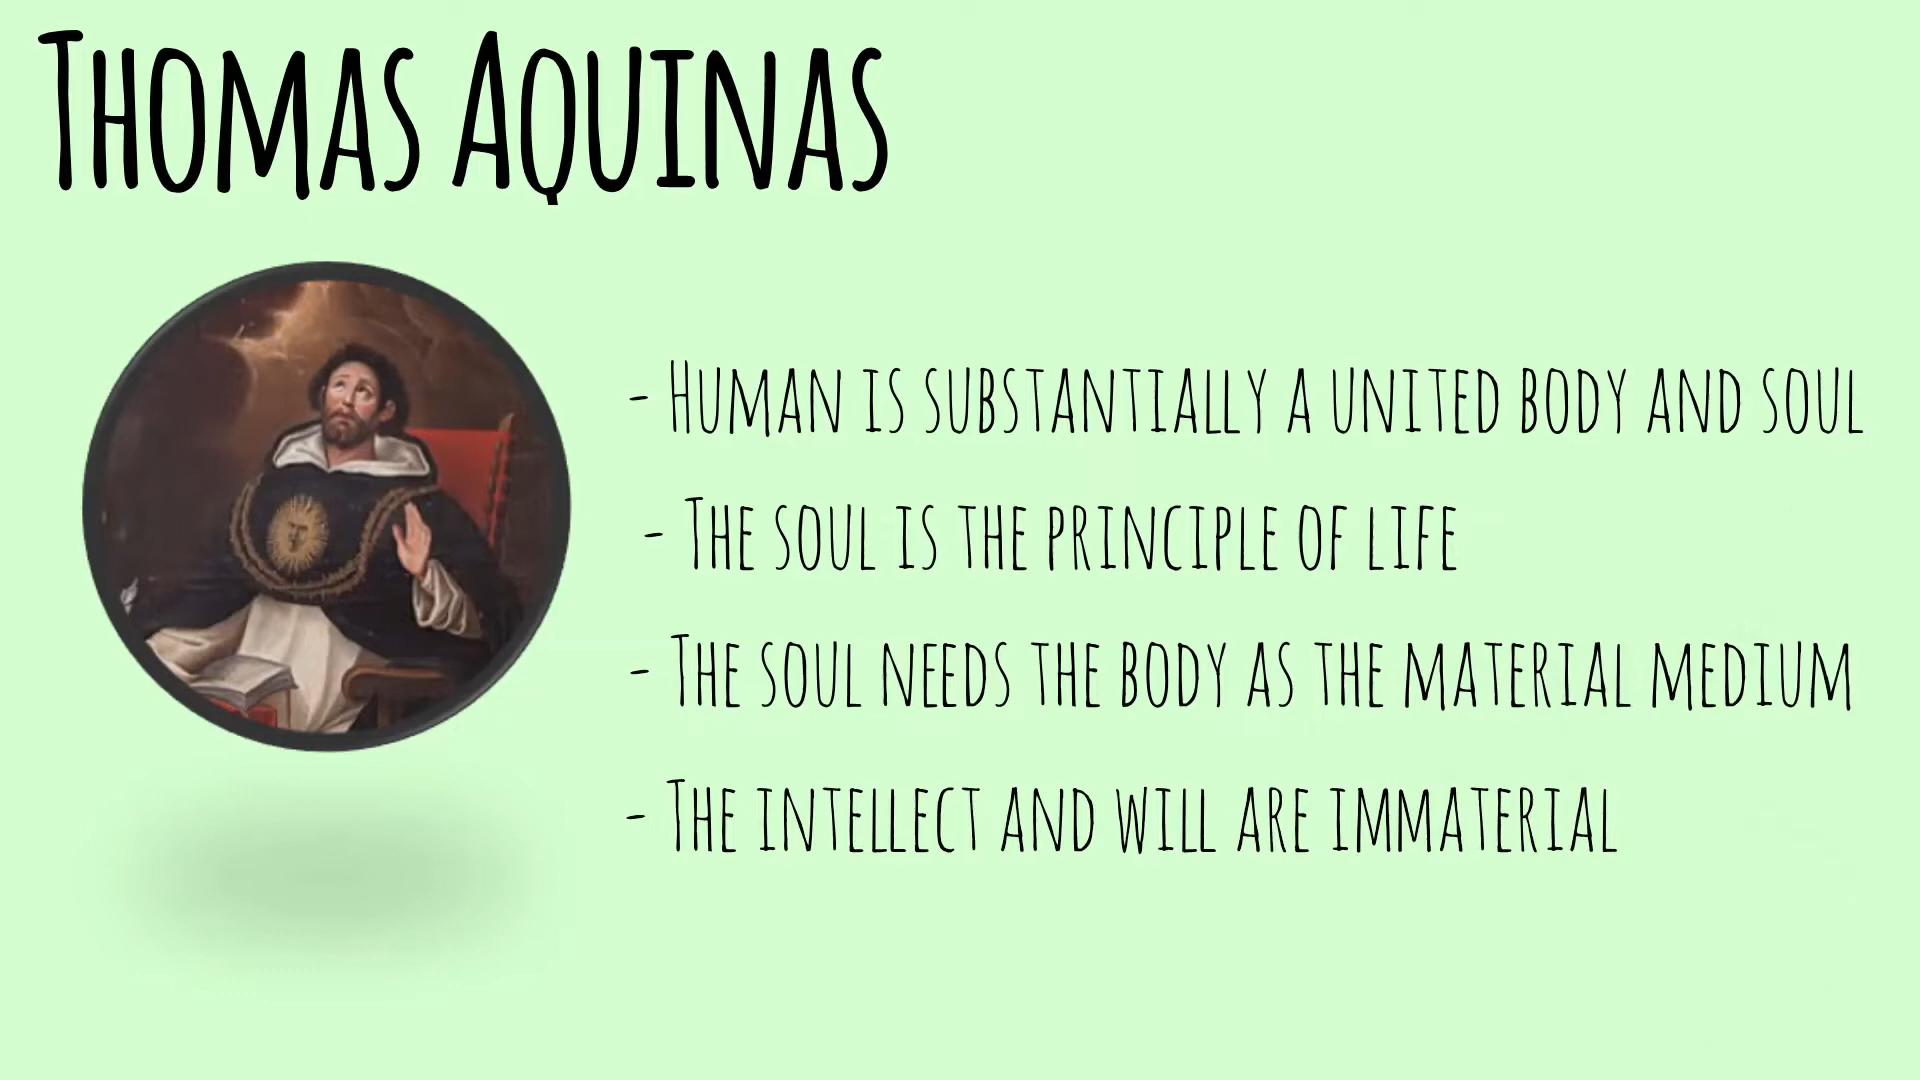 Thomas Aquinas
- Human is substantially a united body and soul
- The soul is the principle of life
- The soul needs the body as the material medium
- The intellect and will are immaterial